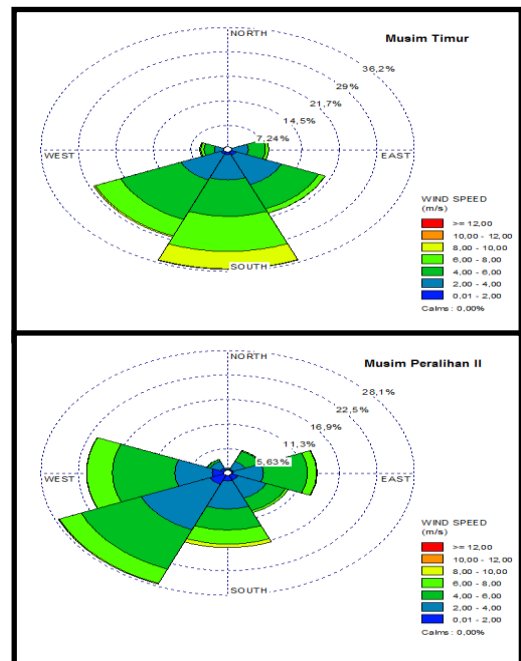 NORTH
Musim Timur
36,2%
29%
21,7%
14,5%
7,24%
WEST
EAST
SOUTH
WIND SPEED
(m/s)
>= 12,00
10,00 - 12,00
8,00 - 10,00
6,00 - 8,00
4,00 - 6,00
2,00 - 4,00
0,01 - 2,00
Calms : 0,00%
NORTH
Musim Peralihan II
28,1%
22,5%
16,9%
11,3%
5,63%
WEST
EAST
SOUTH
WIND SPEED
(m/s)
>= 12,00
10,00 - 12,00
8,00 - 10,00
6,00 - 8,00
4,00 - 6,00
2,00 - 4,00
0,01 - 2,00
Calms : 0,00%